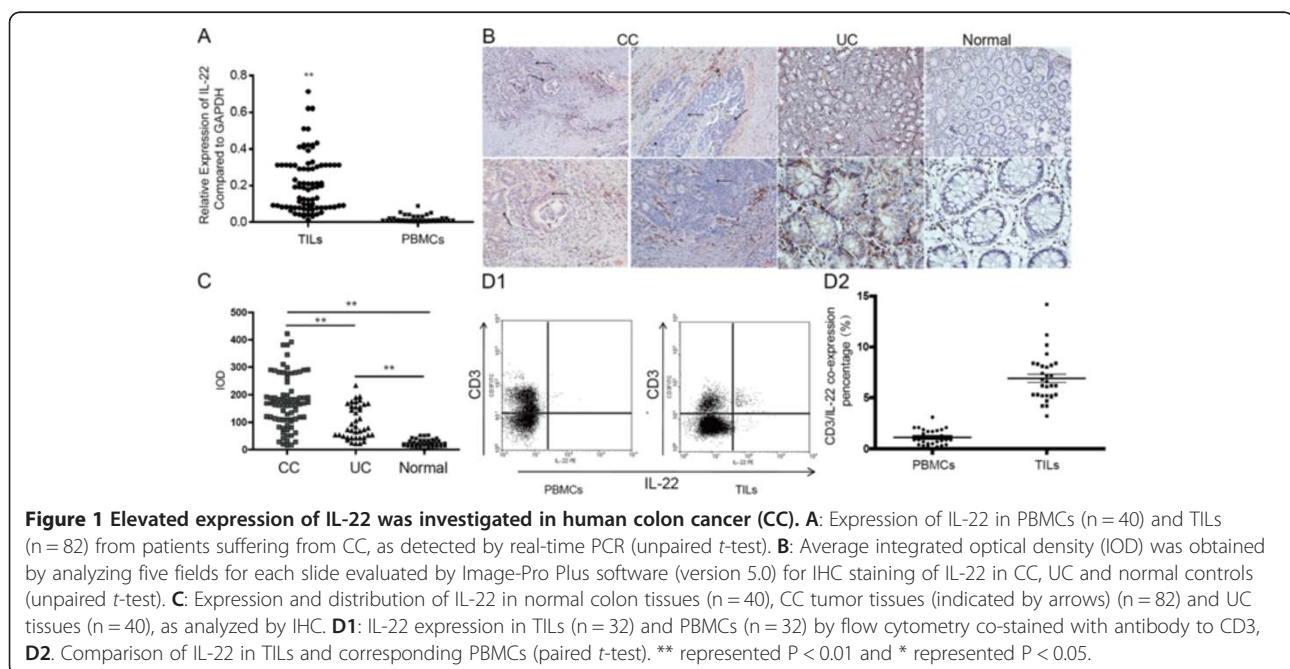 A
Relative Expression of IL-22
Compared to GAPDH
0.8
0.6
0.4
0.2
0.0
**
TILs
PBMCs
B
CC
UC
Normal
C
IOD
500
400
300
200
100
0
**
**
**
CC
UC
Normal
D1
CD3
CD3
IL-22 PE
IL-22 PE
IL-22
PBMCs
TILs
D2
CD3/IL-22 co-expression
pencentage (%)
15
10
5
0
PBMCs
TILs
Figure 1 Elevated expression of IL-22 was investigated in human colon cancer (CC). A: Expression of IL-22 in PBMCs (n = 40) and TILs
(n = 82) from patients suffering from CC, as detected by real-time PCR (unpaired t-test). B: Average integrated optical density (IOD) was obtained
by analyzing five fields for each slide evaluated by Image-Pro Plus software (version 5.0) for IHC staining of IL-22 in CC, UC and normal controls
(unpaired t-test). C: Expression and distribution of IL-22 in normal colon tissues (n = 40), CC tumor tissues (indicated by arrows) (n = 82) and UC
tissues (n = 40), as analyzed by IHC. D1: IL-22 expression in TILs (n = 32) and PBMCs (n = 32) by flow cytometry co-stained with antibody to CD3,
D2. Comparison of IL-22 in TILs and corresponding PBMCs (paired t-test). ** represented P < 0.01 and * represented P < 0.05.